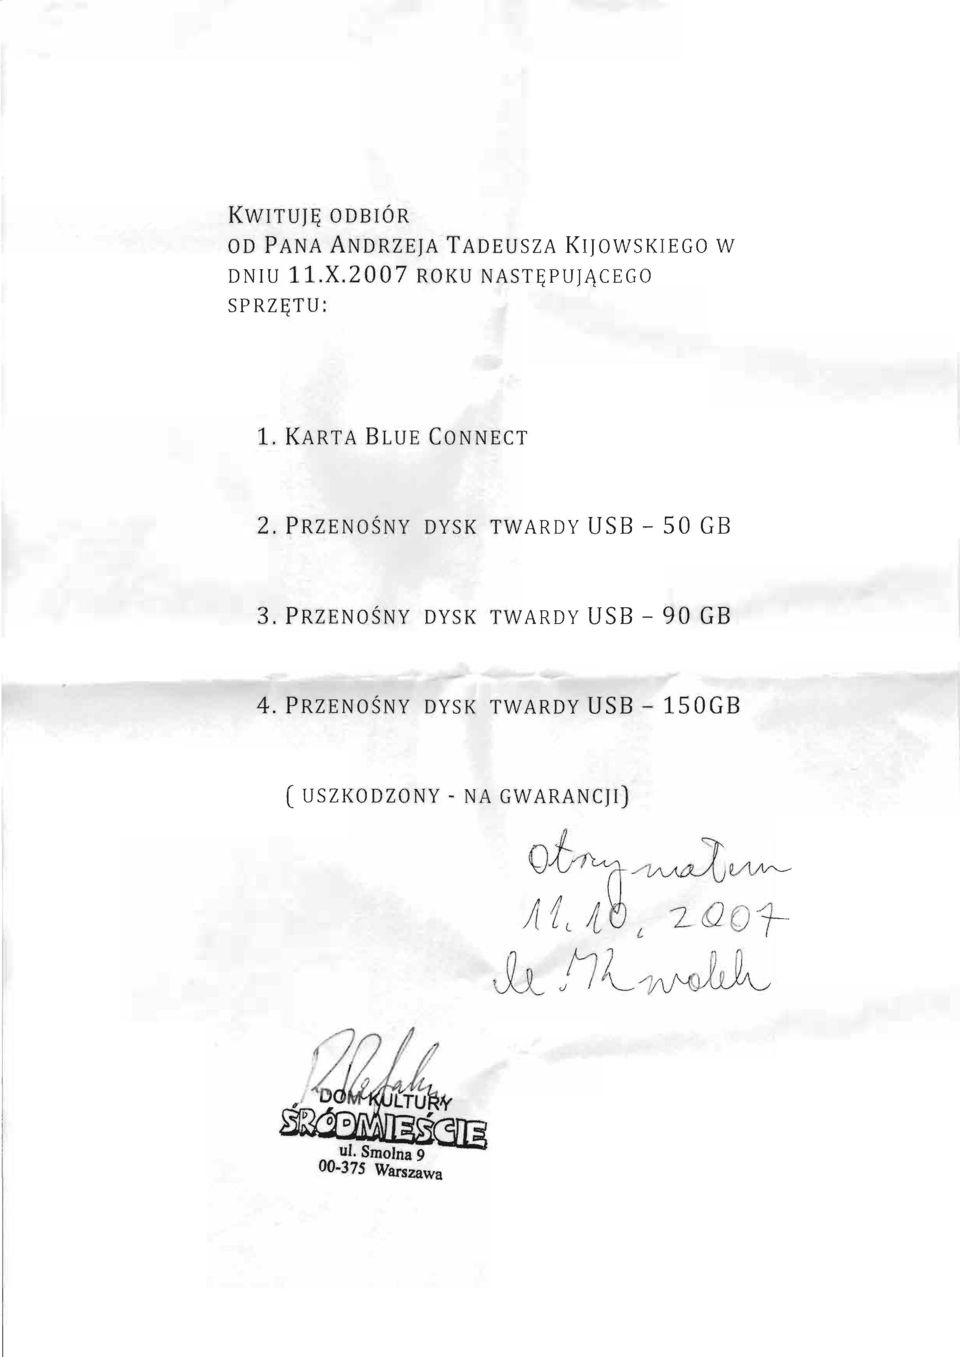 KWITUJĘ ODBIÓR
OD PANA ANDRZEJA TADEUSZA KIJOWSKIEGO W
DNIU 11.X.2007 ROKU NASTĘPUJĄCEGO
SPRZĘTU:
1. KARTA BLUE CONNECT
2. PRZENOŚNY DYSK TWARDY USB – 50 GB
3. PRZENOŚNY DYSK TWARDY USB – 90 GB
4. PRZENOŚNY DYSK TWARDY USB – 150GB
( USZKODZONY - NA GWARANCJI)
Otrzymałem
11.10.2007
DOM KULTURY
ŚRÓDMIEŚCIE
ul. Smolna 9
00-375 Warszawa